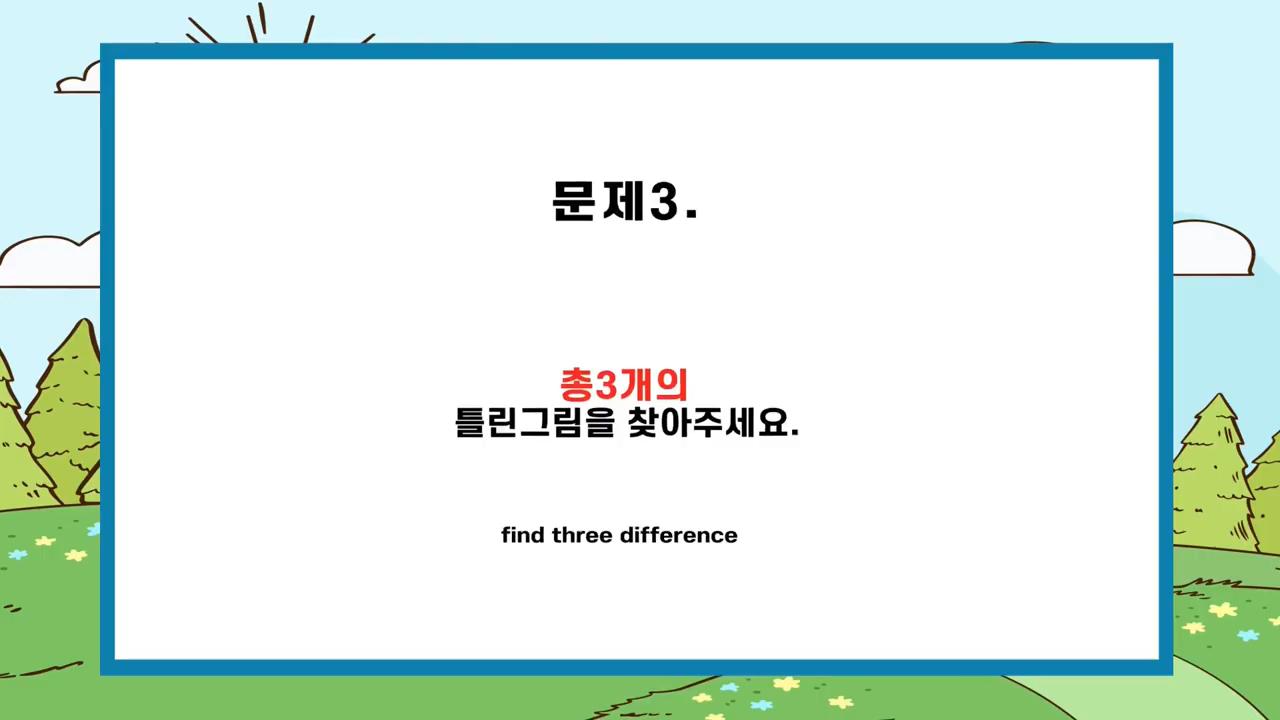 문제3.
총3개의
틀린그림을 찾아주세요.
find three difference